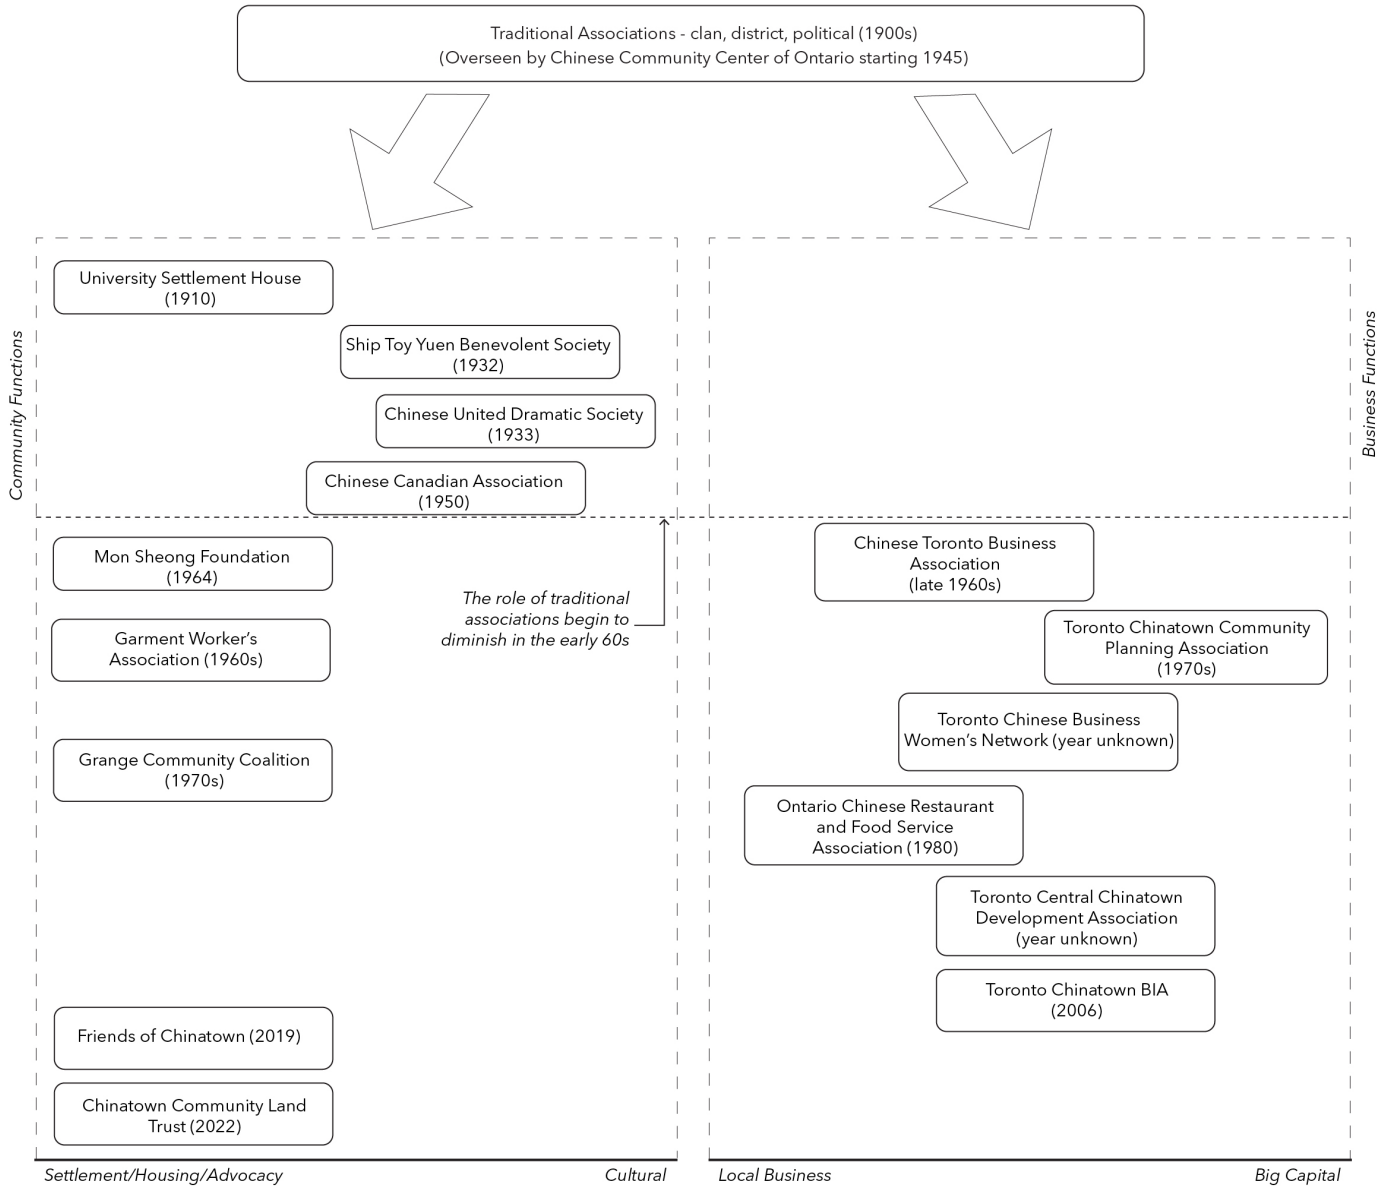 Traditional Associations - clan, district, political (1900s)
(Overseen by Chinese Community Center of Ontario starting 1945)
Community Functions
University Settlement House
(1910)
Ship Toy Yuen Benevolent Society
(1932)
Chinese United Dramatic Society
(1933)
Chinese Canadian Association
(1950)
Mon Sheong Foundation
(1964)
Garment Worker’s
Association (1960s)
The role of traditional
associations begin to
diminish in the early 60s
Grange Community Coalition
(1970s)
Friends of Chinatown (2019)
Chinatown Community Land
Trust (2022)
Settlement/Housing/Advocacy
Cultural
Business Functions
Chinese Toronto Business
Association
(late 1960s)
Toronto Chinatown Community
Planning Association
(1970s)
Toronto Chinese Business
Women’s Network (year unknown)
Ontario Chinese Restaurant
and Food Service
Association (1980)
Toronto Central Chinatown
Development Association
(year unknown)
Toronto Chinatown BIA
(2006)
Local Business
Big Capital